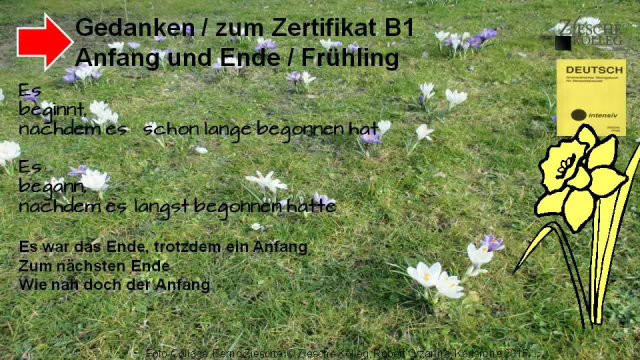 Gedanken / zum Zertifikat B1
Anfang und Ende / Frühling
ZIESCHE
KOLLEG
DEUTSCH
intensiv
Es
beginnt,
nachdem es schon lange begonnen hat
Es
begann,
nachdem es längst begonnen hatte
Es war das Ende, trotzdem ein Anfang
Zum nächsten Ende
Wie nah doch der Anfang